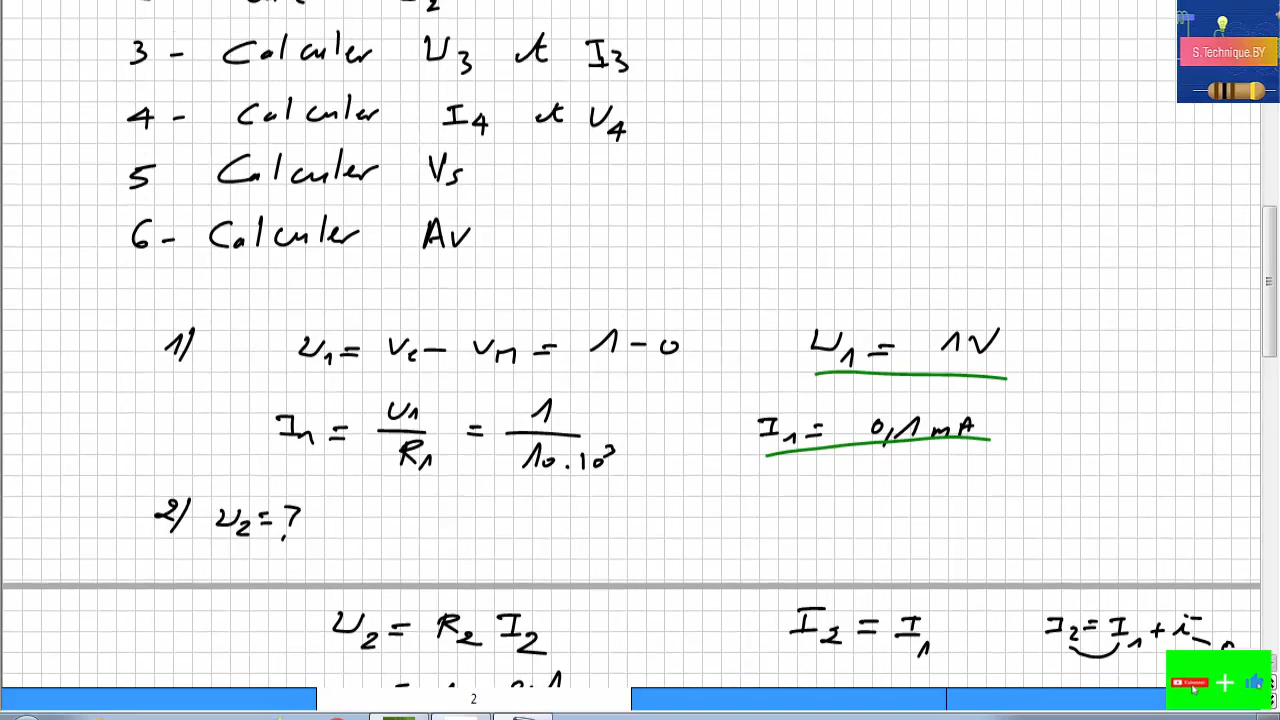 3 - Calculer U3 et I3
4 - Calculer I4 et V4
5 Calculer Vs
6 - Calculer Av
1) U1 = Ve - VM = 1 - 0 U1 = 1V
I1 = U1/R1 = 1/10.10³ I1 = 0,1 mA
2) U2 = ?
U2 = R2 I2 I2 = I1 I2 = I1 + i-
2
S.Technique.BY